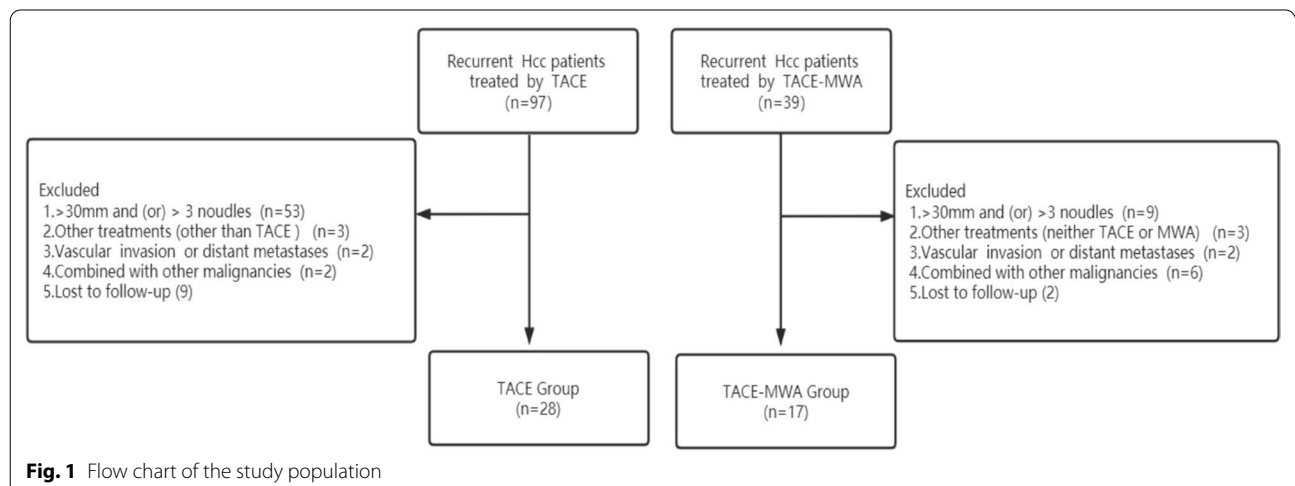 Recurrent Hcc patients
treated by TACE
(n=97)
Recurrent Hcc patients
treated by TACE-MWA
(n=39)
Excluded
1.>30mm and (or) > 3 noudles (n=53)
2.Other treatments (other than TACE ) (n=3)
3.Vascular invasion or distant metastases (n=2)
4.Combined with other malignancies (n=2)
5.Lost to follow-up (9)
Excluded
1.>30mm and (or) >3 noudles (n=9)
2.Other treatments (neither TACE or MWA) (n=3)
3.Vascular invasion or distant metastases (n=2)
4.Combined with other malignancies (n=6)
5.Lost to follow-up (2)
TACE Group
(n=28)
TACE-MWA Group
(n=17)
Fig. 1 Flow chart of the study population